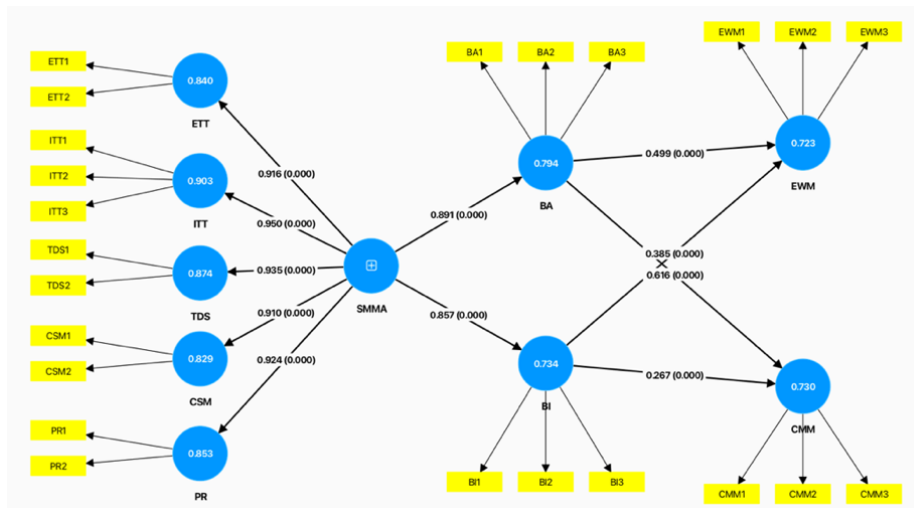 EWM1
EWM2
EWM3
BA1
BA2
BA3
ETT1
ETT2
0.840
ETT
ITT1
ITT2
ITT3
0.903
ITT
TDS1
TDS2
0.874
TDS
CSM1
CSM2
0.829
CSM
PR1
PR2
0.853
PR
0.916 (0.000)
0.950 (0.000)
0.935 (0.000)
0.910 (0.000)
0.924 (0.000)
SMMA
0.891 (0.000)
0.857 (0.000)
0.794
BA
0.734
BI
BI1
BI2
BI3
0.499 (0.000)
0.385 (0.000)
0.616 (0.000)
0.267 (0.000)
0.723
EWM
0.730
CMM
CMM1
CMM2
CMM3